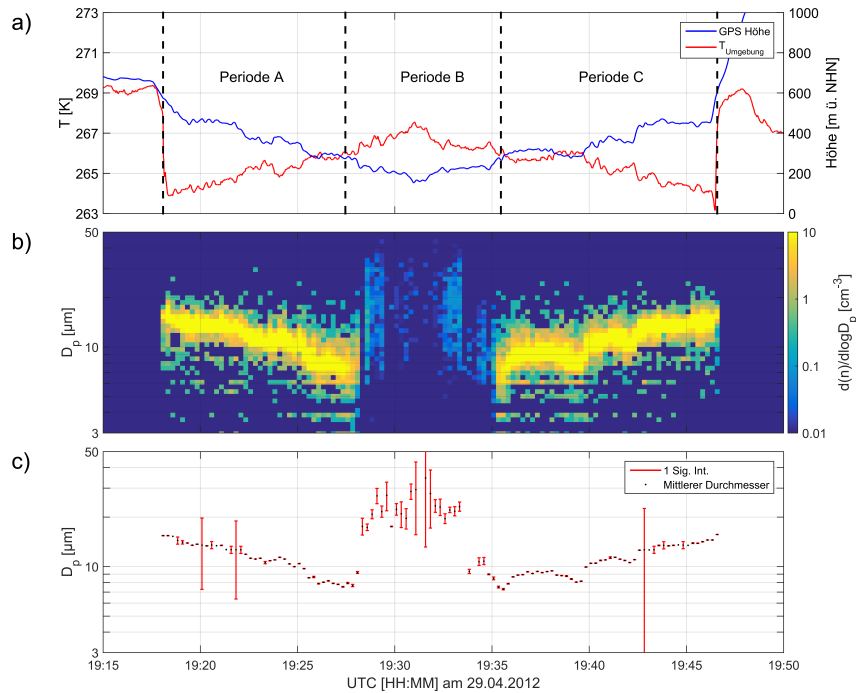 a)
273
271
269
267
265
263
T [K]
Periode A
Periode B
Periode C
GPS Höhe
T_Umgebung
1000
800
600
400
200
0
Höhe [m ü. NHN]
b)
50
10
3
D_p [µm]
10
1
0.1
0.01
d(n)/dlogD_p [cm^-3]
c)
50
10
3
D_p [µm]
1 Sig. Int.
Mittlerer Durchmesser
19:15
19:20
19:25
19:30
19:35
19:40
19:45
19:50
UTC [HH:MM] am 29.04.2012